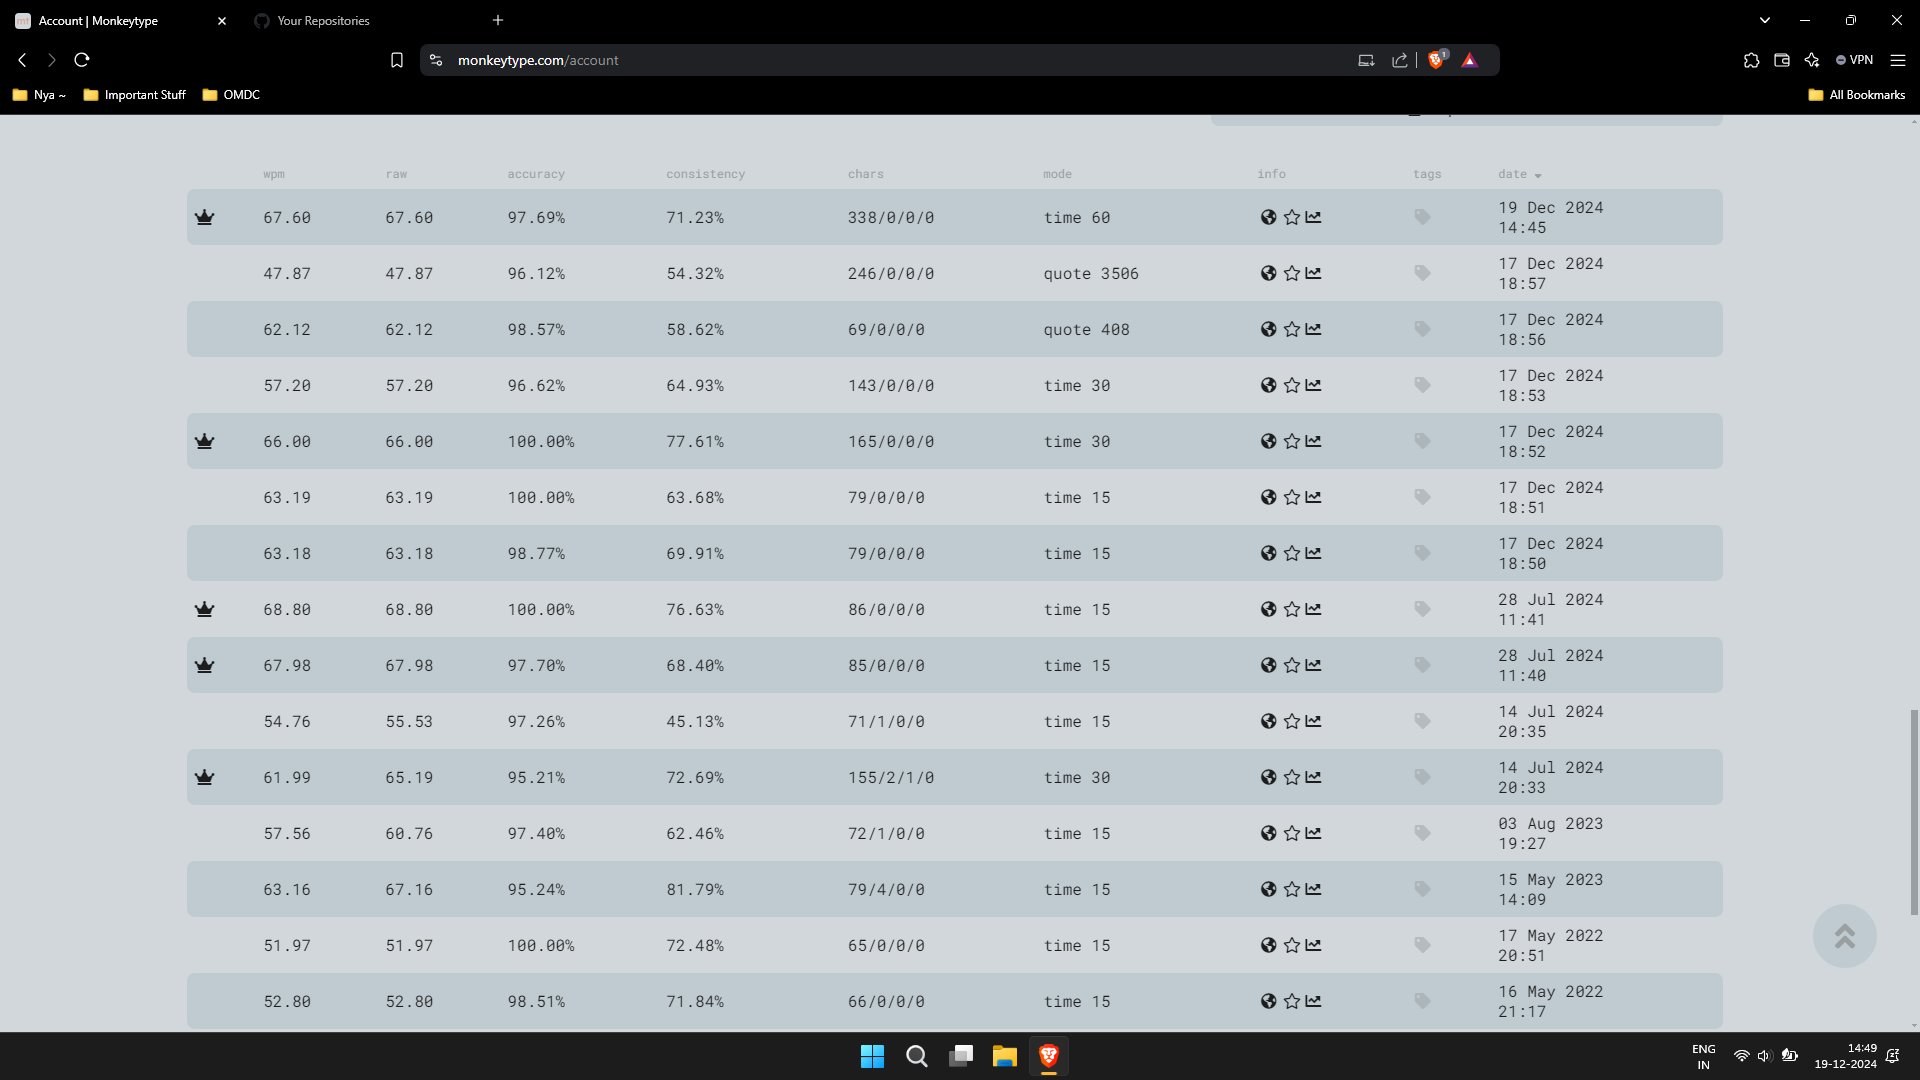 mt Account | Monkeytype Your Repositories
monkeytype.com/account 1 VPN
Nya ~ Important Stuff OMDC All Bookmarks
wpm raw accuracy consistency chars mode info tags date
67.60 67.60 97.69% 71.23% 338/0/0/0 time 60 19 Dec 2024
14:45
47.87 47.87 96.12% 54.32% 246/0/0/0 quote 3506 17 Dec 2024
18:57
62.12 62.12 98.57% 58.62% 69/0/0/0 quote 408 17 Dec 2024
18:56
57.20 57.20 96.62% 64.93% 143/0/0/0 time 30 17 Dec 2024
18:53
66.00 66.00 100.00% 77.61% 165/0/0/0 time 30 17 Dec 2024
18:52
63.19 63.19 100.00% 63.68% 79/0/0/0 time 15 17 Dec 2024
18:51
63.18 63.18 98.77% 69.91% 79/0/0/0 time 15 17 Dec 2024
18:50
68.80 68.80 100.00% 76.63% 86/0/0/0 time 15 28 Jul 2024
11:41
67.98 67.98 97.70% 68.40% 85/0/0/0 time 15 28 Jul 2024
11:40
54.76 55.53 97.26% 45.13% 71/1/0/0 time 15 14 Jul 2024
20:35
61.99 65.19 95.21% 72.69% 155/2/1/0 time 30 14 Jul 2024
20:33
57.56 60.76 97.40% 62.46% 72/1/0/0 time 15 03 Aug 2023
19:27
63.16 67.16 95.24% 81.79% 79/4/0/0 time 15 15 May 2023
14:09
51.97 51.97 100.00% 72.48% 65/0/0/0 time 15 17 May 2022
20:51
52.80 52.80 98.51% 71.84% 66/0/0/0 time 15 16 May 2022
21:17
ENG 14:49
IN 19-12-2024